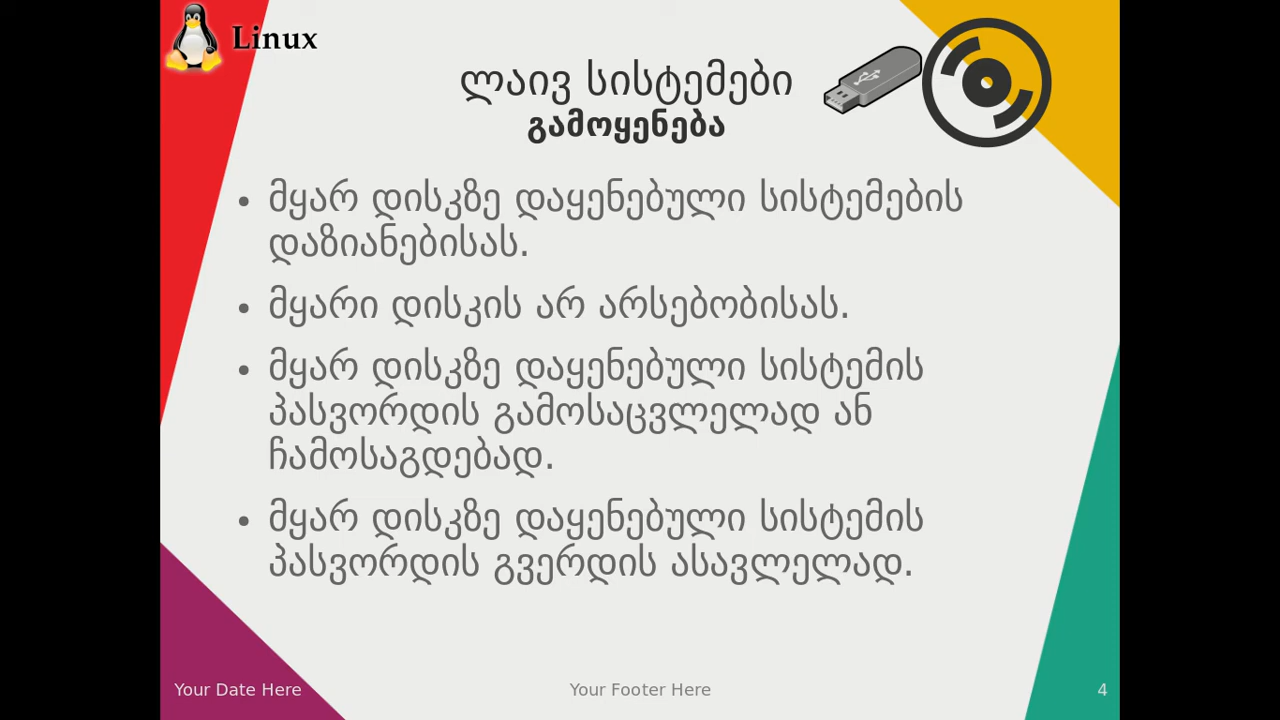 Linux
ლაივ სისტემები
გამოყენება
• მყარ დისკზე დაყენებული სისტემების
დაზიანებისას.
• მყარი დისკის არ არსებობისას.
• მყარ დისკზე დაყენებული სისტემის
პასვორდის გამოსაცვლელად ან
ჩამოსაგდებად.
• მყარ დისკზე დაყენებული სისტემის
პასვორდის გვერდის ასავლელად.
Your Date Here
Your Footer Here
4